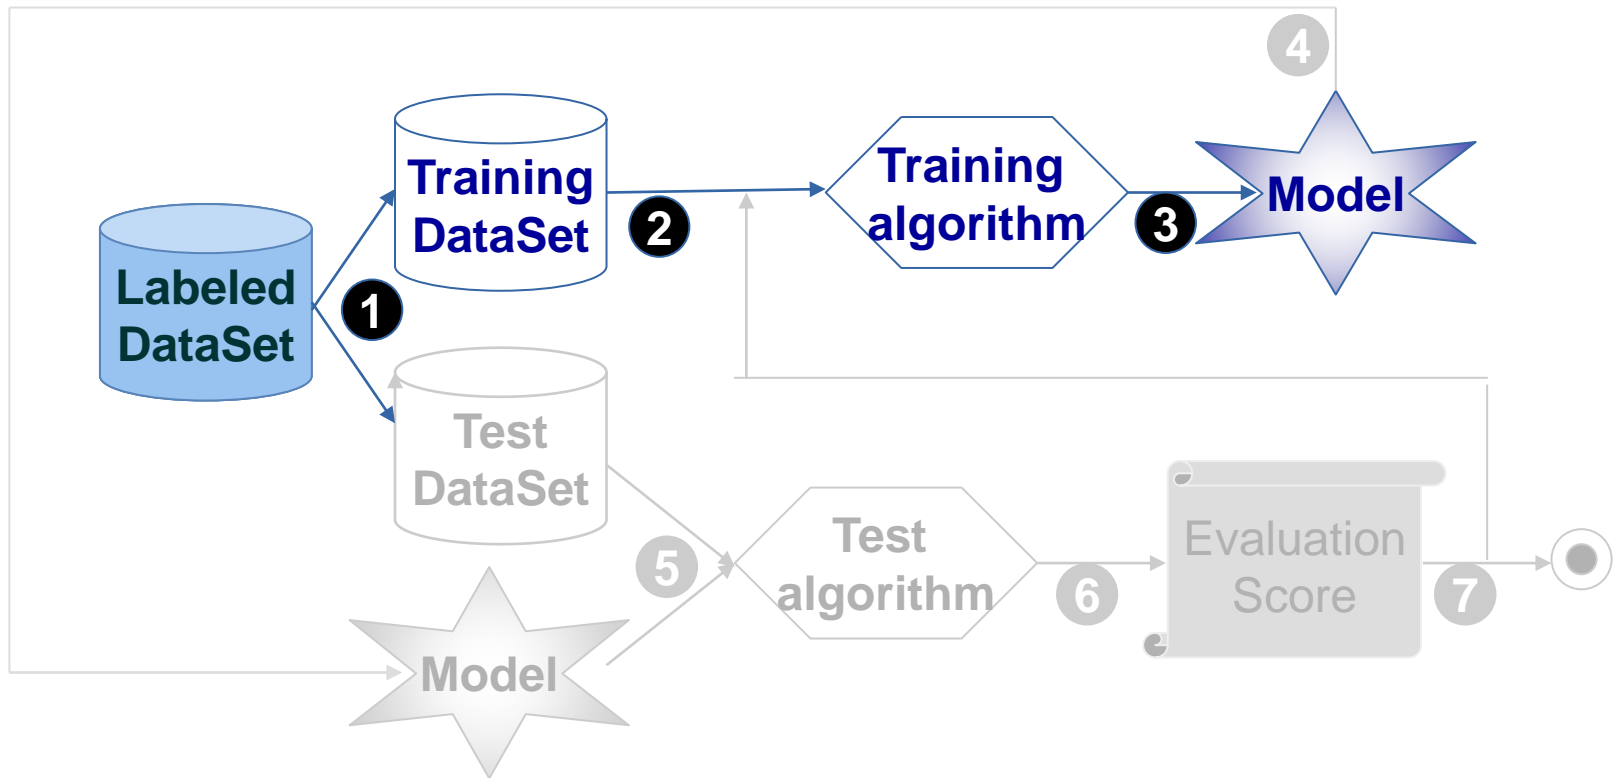 4
Training
DataSet
2
Training
algorithm
3
Model
Labeled
DataSet
1
Test
DataSet
5
Test
algorithm
6
Evaluation
Score
7
Model